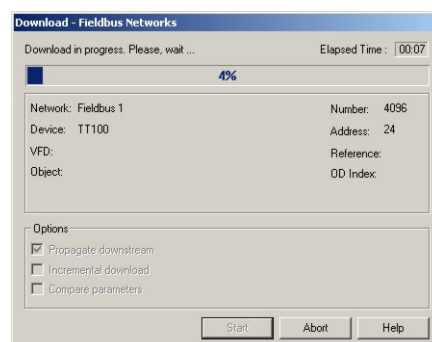 Download - Fieldbus Networks
Download in progress. Please, wait ... Elapsed Time : 00:07
4%
Network: Fieldbus 1 Number: 4096
Device: TT100 Address: 24
VFD: Reference:
Object: OD Index:
Options
Propagate downstream
Incremental download
Compare parameters
Start Abort Help